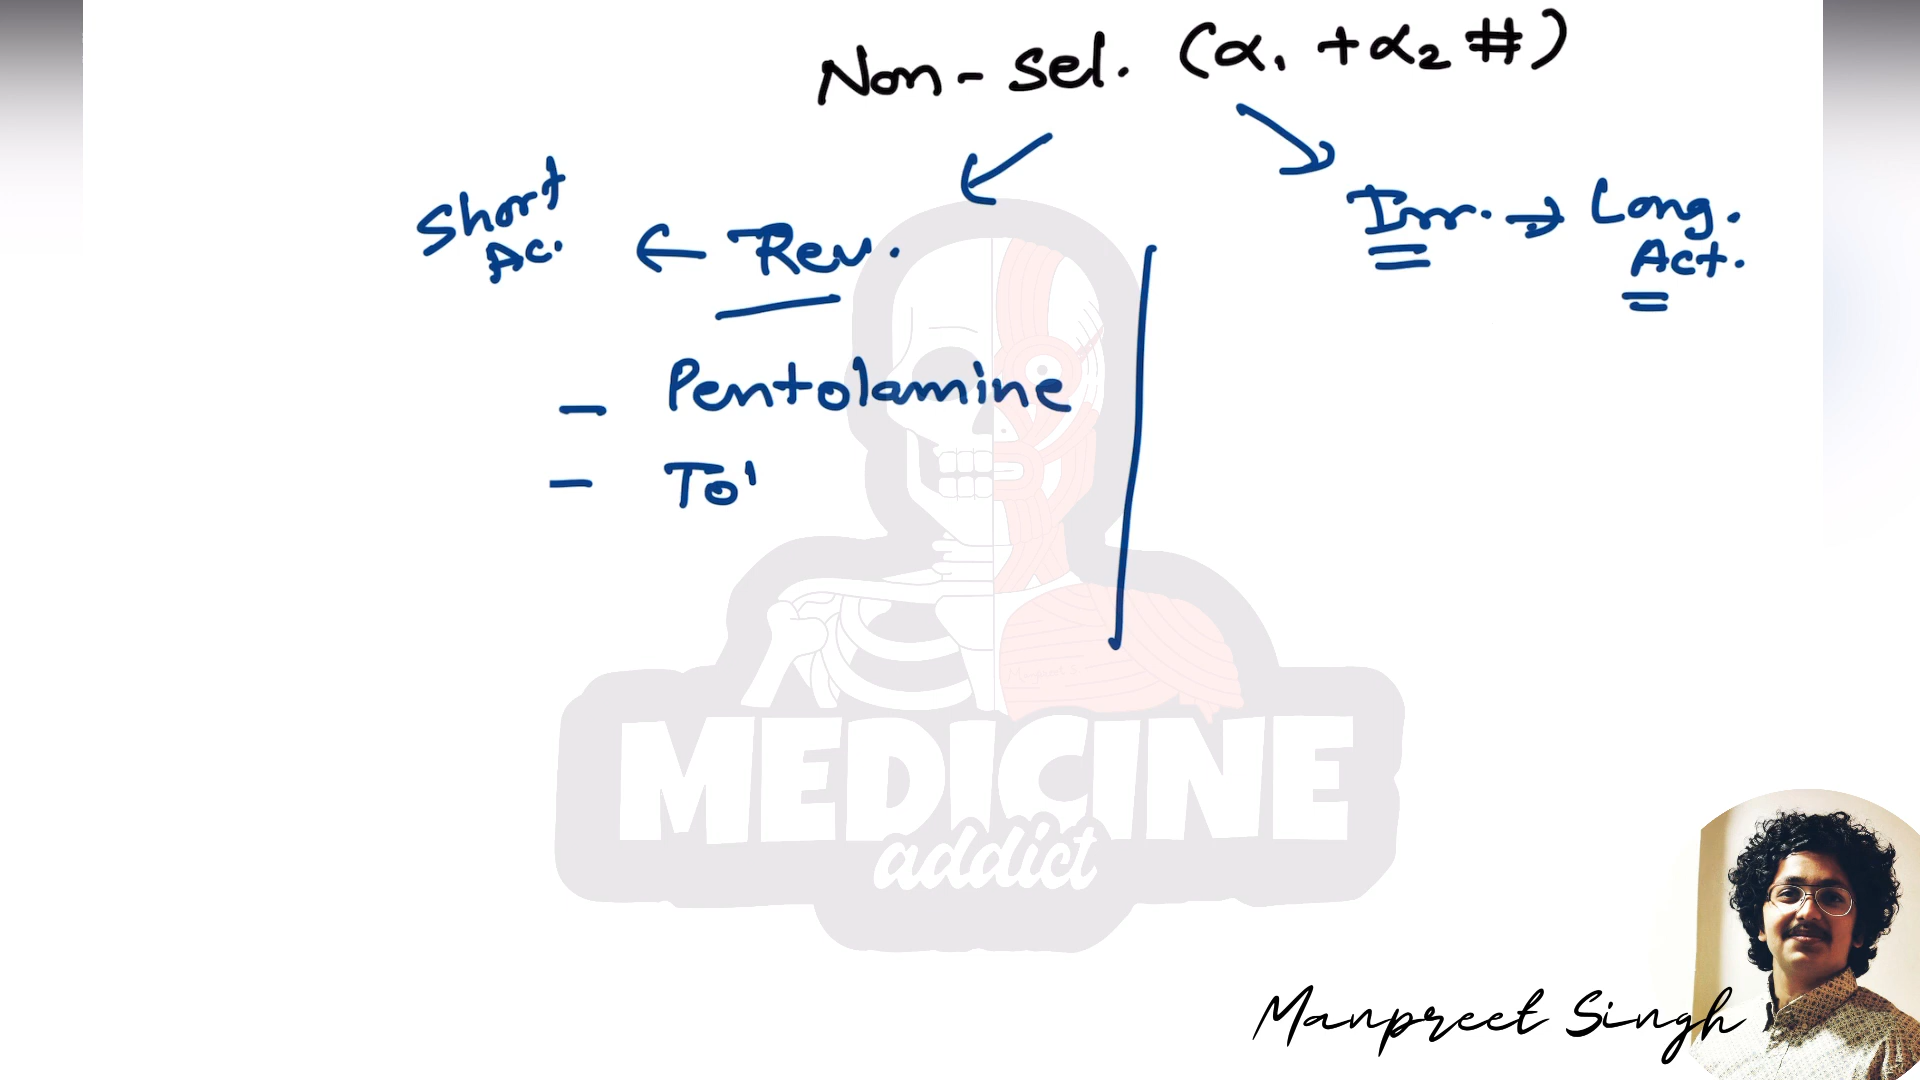 Non-sel. (α1 + α2 #)
Short Ac. ← Rev.
Irr. → Long. Act.
- Pentolamine
- To
MEDICINE
addict
Manpreet Singh